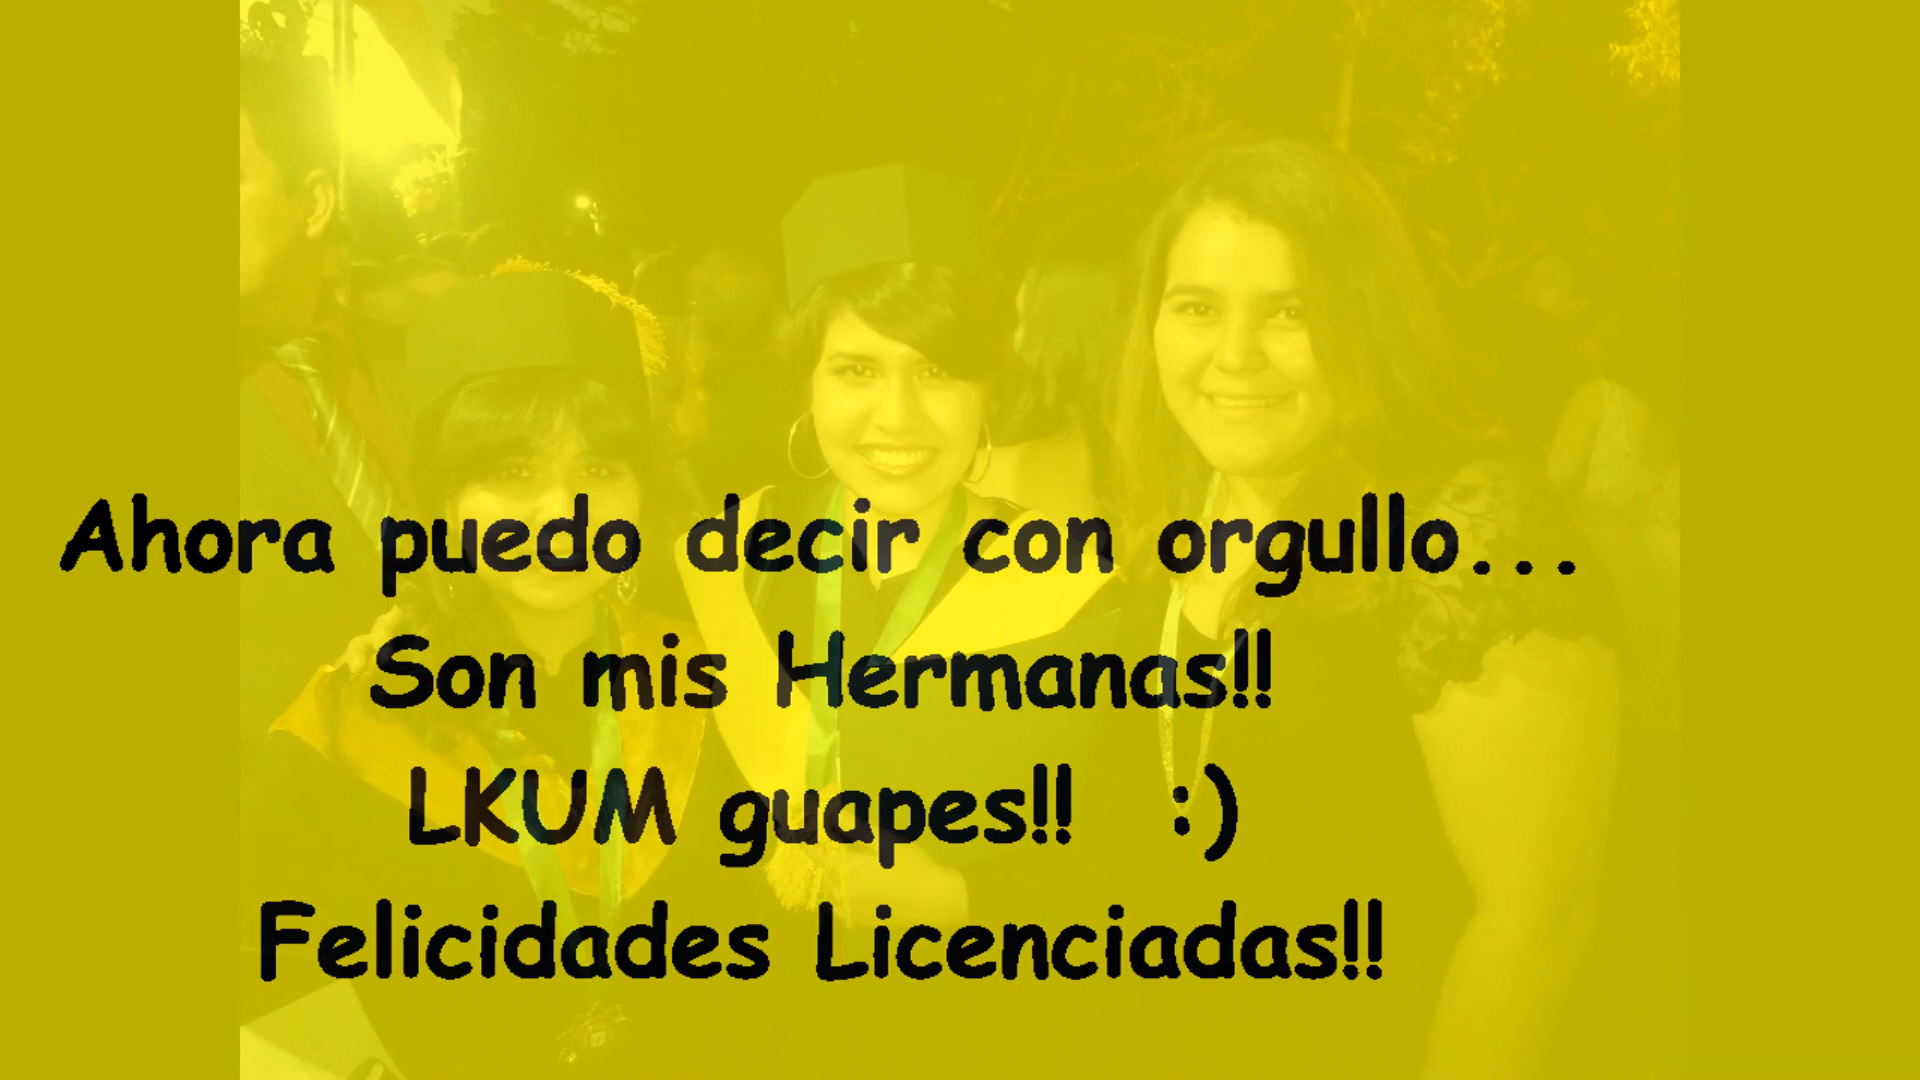 Ahora puedo decir con orgullo...
Son mis Hermanas!!
LKUM guapes!! :)
Felicidades Licenciadas!!